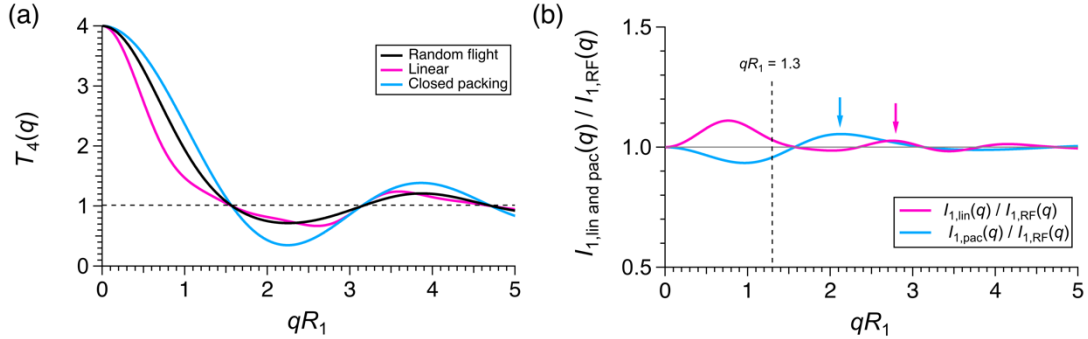 (a)
T4(q)
4
3
2
1
0
Random flight
Linear
Closed packing
0
1
2
3
4
5
qR1
(b)
I1,lin and pac(q) / I1,RF(q)
1.5
1.0
0.5
qR1 = 1.3
I1,lin(q) / I1,RF(q)
I1,pac(q) / I1,RF(q)
0
1
2
3
4
5
qR1